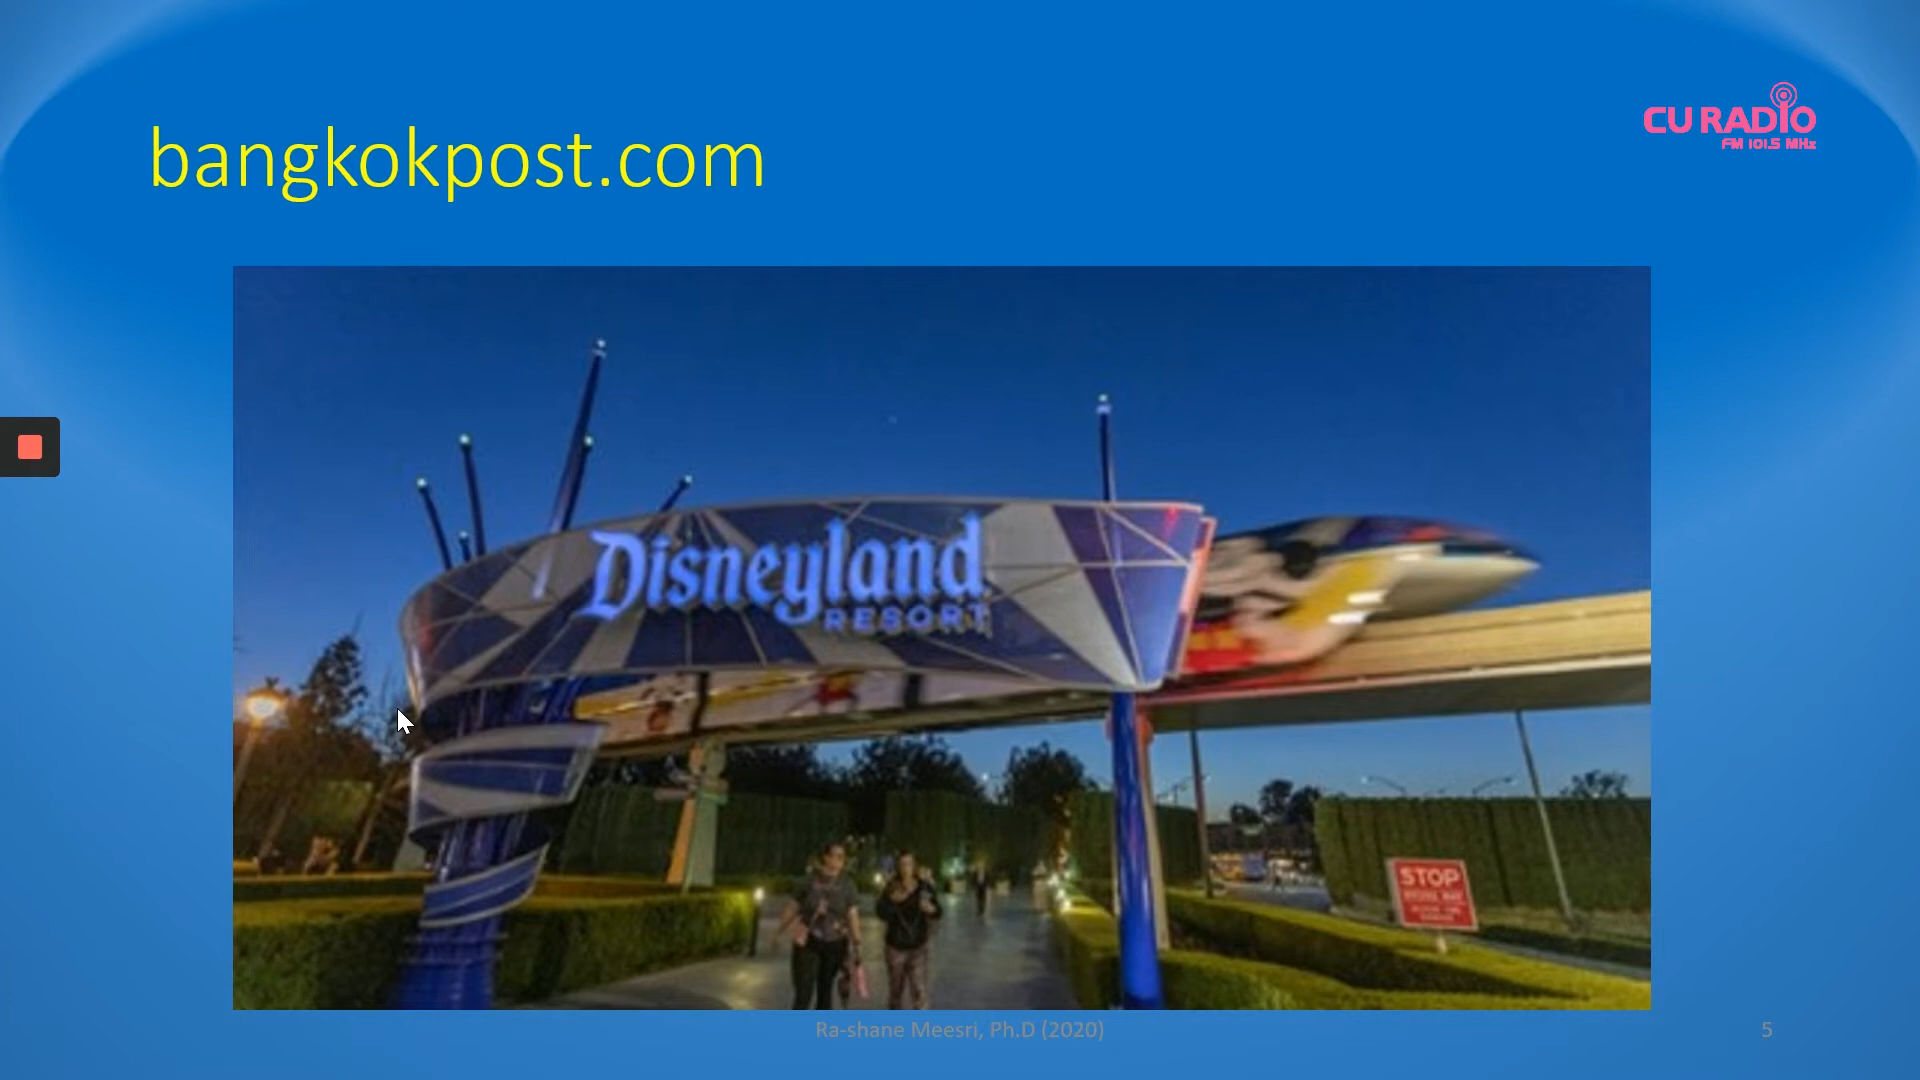 bangkokpost.com
CU RADIO
FM 101.5 MHz
Disneyland
RESORT
STOP
Ra-shane Meesri, Ph.D (2020)
5